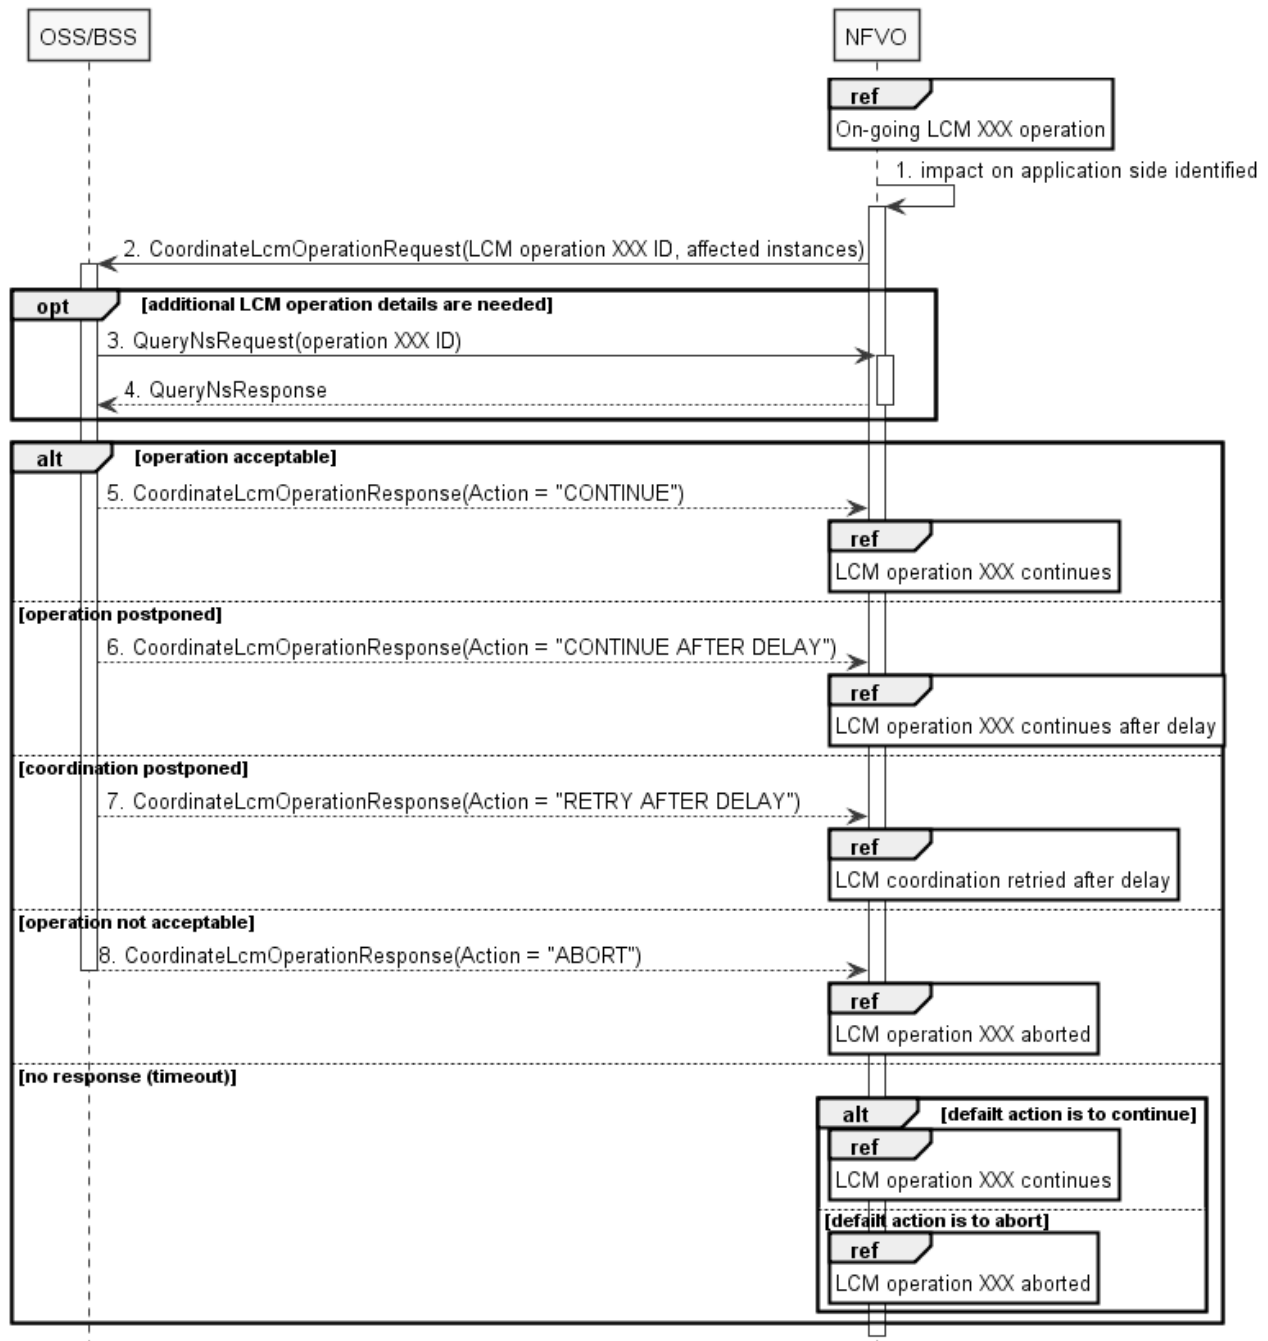 OSS/BSS
NFVO
ref
On-going LCM XXX operation
1. impact on application side identified
2. CoordinateLcmOperationRequest(LCM operation XXX ID, affected instances)
opt
[additional LCM operation details are needed]
3. QueryNsRequest(operation XXX ID)
4. QueryNsResponse
alt
[operation acceptable]
5. CoordinateLcmOperationResponse(Action = "CONTINUE")
ref
LCM operation XXX continues
[operation postponed]
6. CoordinateLcmOperationResponse(Action = "CONTINUE AFTER DELAY")
ref
LCM operation XXX continues after delay
[coordination postponed]
7. CoordinateLcmOperationResponse(Action = "RETRY AFTER DELAY")
ref
LCM coordination retried after delay
[operation not acceptable]
8. CoordinateLcmOperationResponse(Action = "ABORT")
ref
LCM operation XXX aborted
[no response (timeout)]
alt
[defailt action is to continue]
ref
LCM operation XXX continues
[defailt action is to abort]
ref
LCM operation XXX aborted